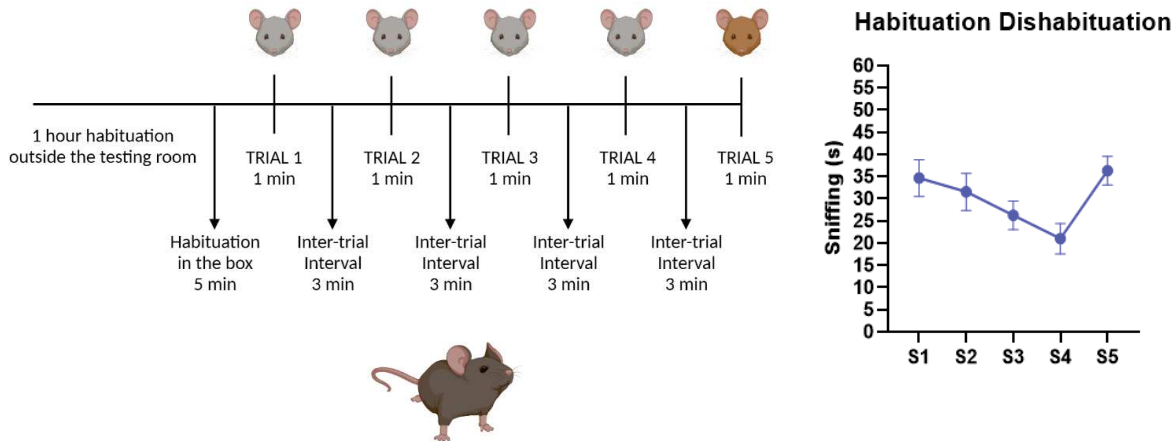 1 hour habituation
outside the testing room
TRIAL 1
1 min
TRIAL 2
1 min
TRIAL 3
1 min
TRIAL 4
1 min
TRIAL 5
1 min
Habituation
in the box
5 min
Inter-trial
Interval
3 min
Inter-trial
Interval
3 min
Inter-trial
Interval
3 min
Inter-trial
Interval
3 min
Habituation Dishabituation
Sniffing (s)
60
55
50
45
40
35
30
25
20
15
10
5
0
S1 S2 S3 S4 S5